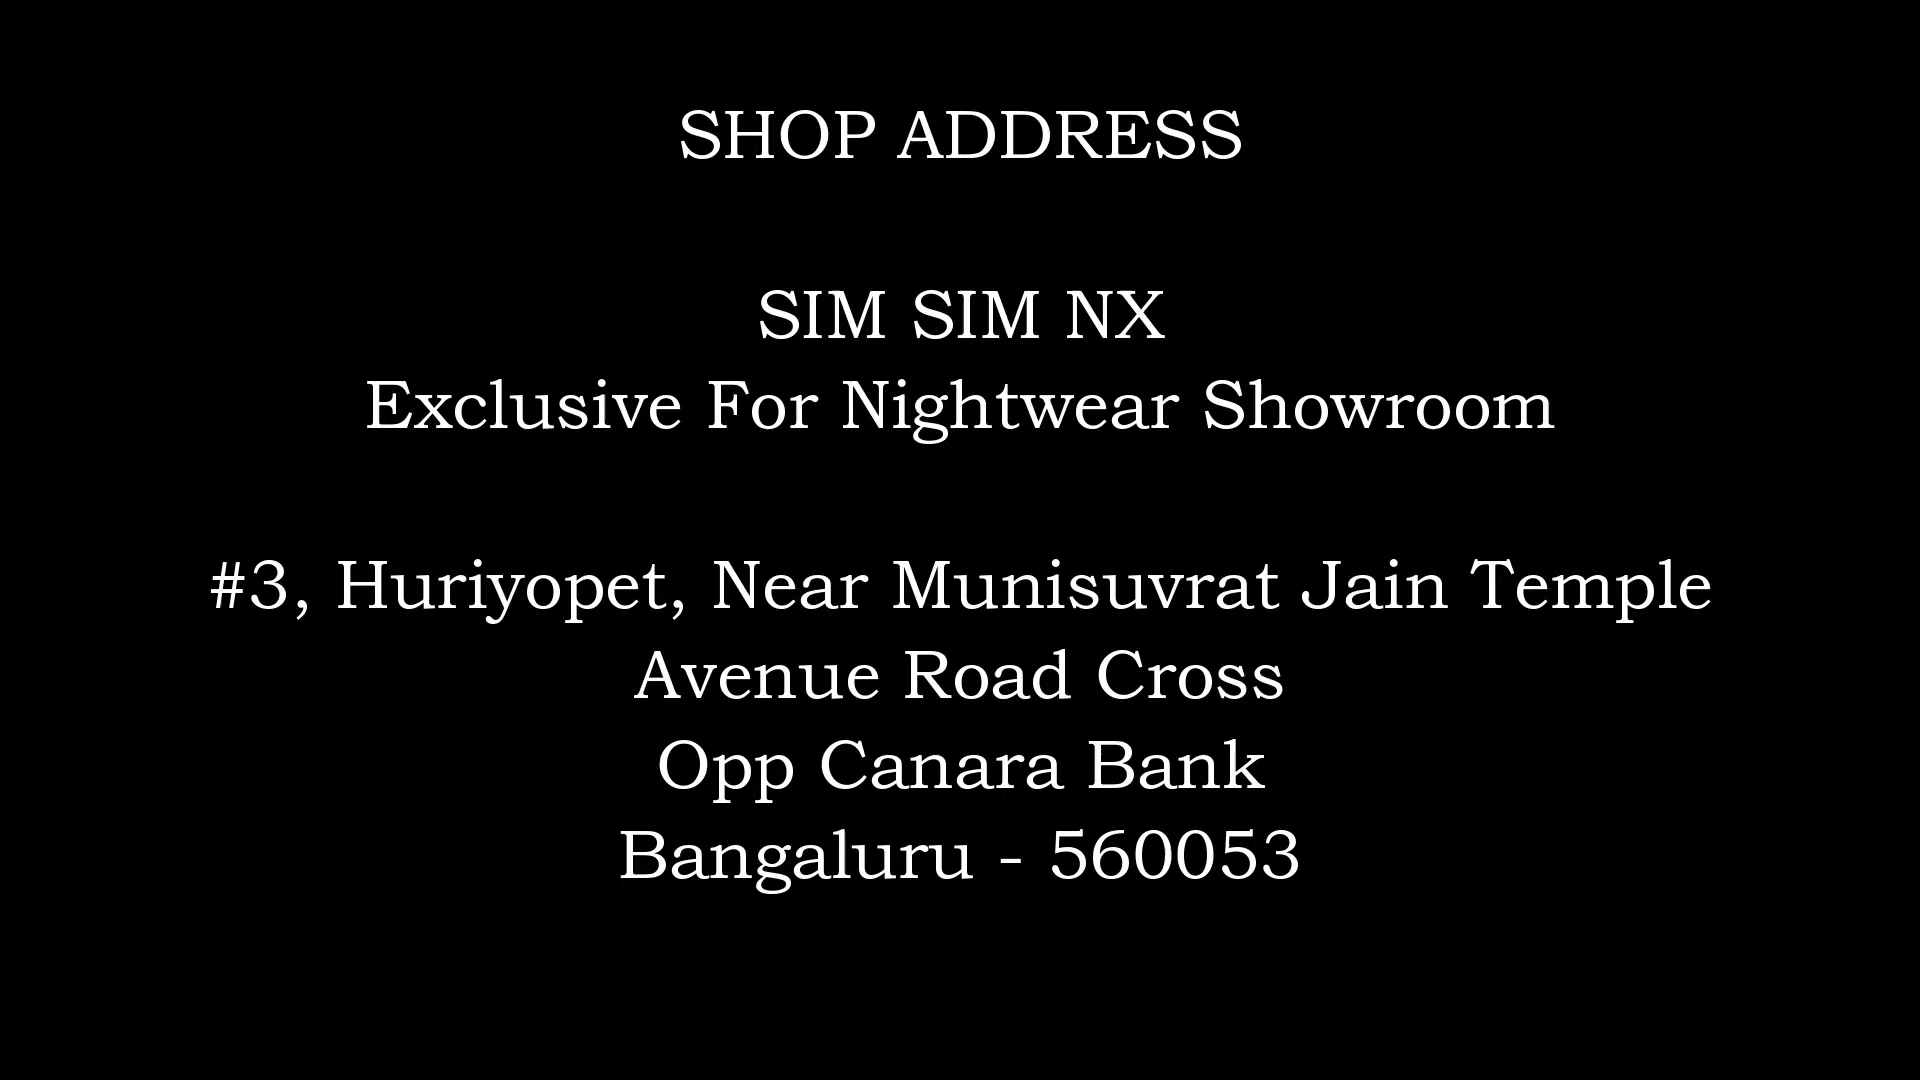 SHOP ADDRESS
SIM SIM NX
Exclusive For Nightwear Showroom
#3, Huriyopet, Near Munisuvrat Jain Temple
Avenue Road Cross
Opp Canara Bank
Bangaluru - 560053